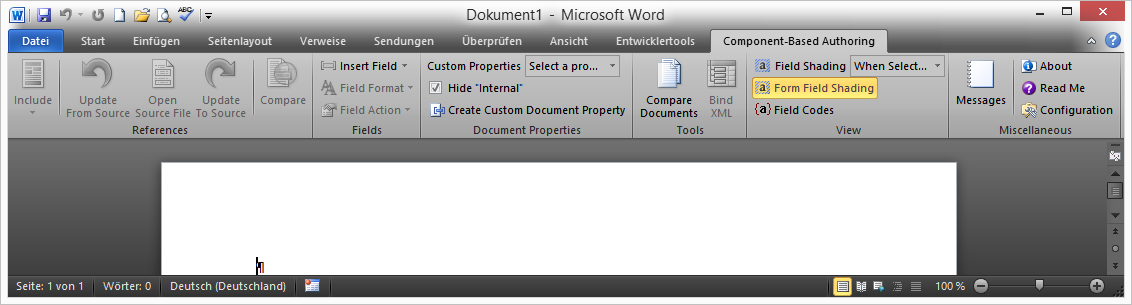 Dokument1 - Microsoft Word
Datei Start Einfügen Seitenlayout Verweise Sendungen Überprüfen Ansicht Entwicklertools Component-Based Authoring
Include
Update From Source
Open Source File
Update To Source
Compare
References
Insert Field
Field Format
Field Action
Fields
Custom Properties Select a pro...
Hide "Internal"
Create Custom Document Property
Document Properties
Compare Documents
Bind XML
Tools
Field Shading When Select...
Form Field Shading
{a} Field Codes
View
Messages
About
Read Me
Configuration
Miscellaneous
¶
Seite: 1 von 1 Wörter: 0 Deutsch (Deutschland) 100 %